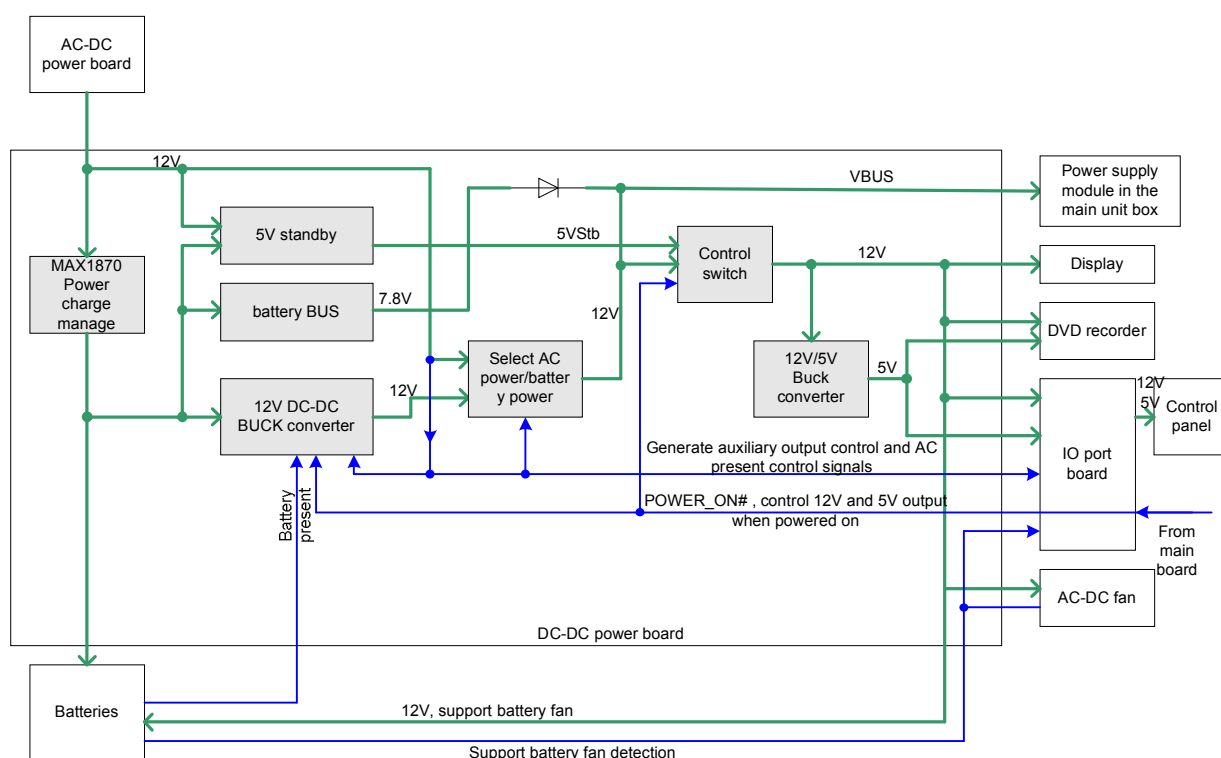 AC-DC
power board
12V
VBUS
Power supply
module in the
main unit box
5V standby
5VStb
Control
switch
12V
Display
MAX1870
Power
charge
manage
battery BUS
7.8V
12V
DVD recorder
Select AC
power/batter
y power
12V/5V
Buck
converter
5V
12V
5V
Control
panel
12V DC-DC
BUCK converter
12V
IO port
board
Generate auxiliary output control and AC
present control signals
Battery
present
POWER_ON# , control 12V and 5V output
when powered on
From
main
board
AC-DC fan
DC-DC power board
Batteries
12V, support battery fan
Support battery fan detection